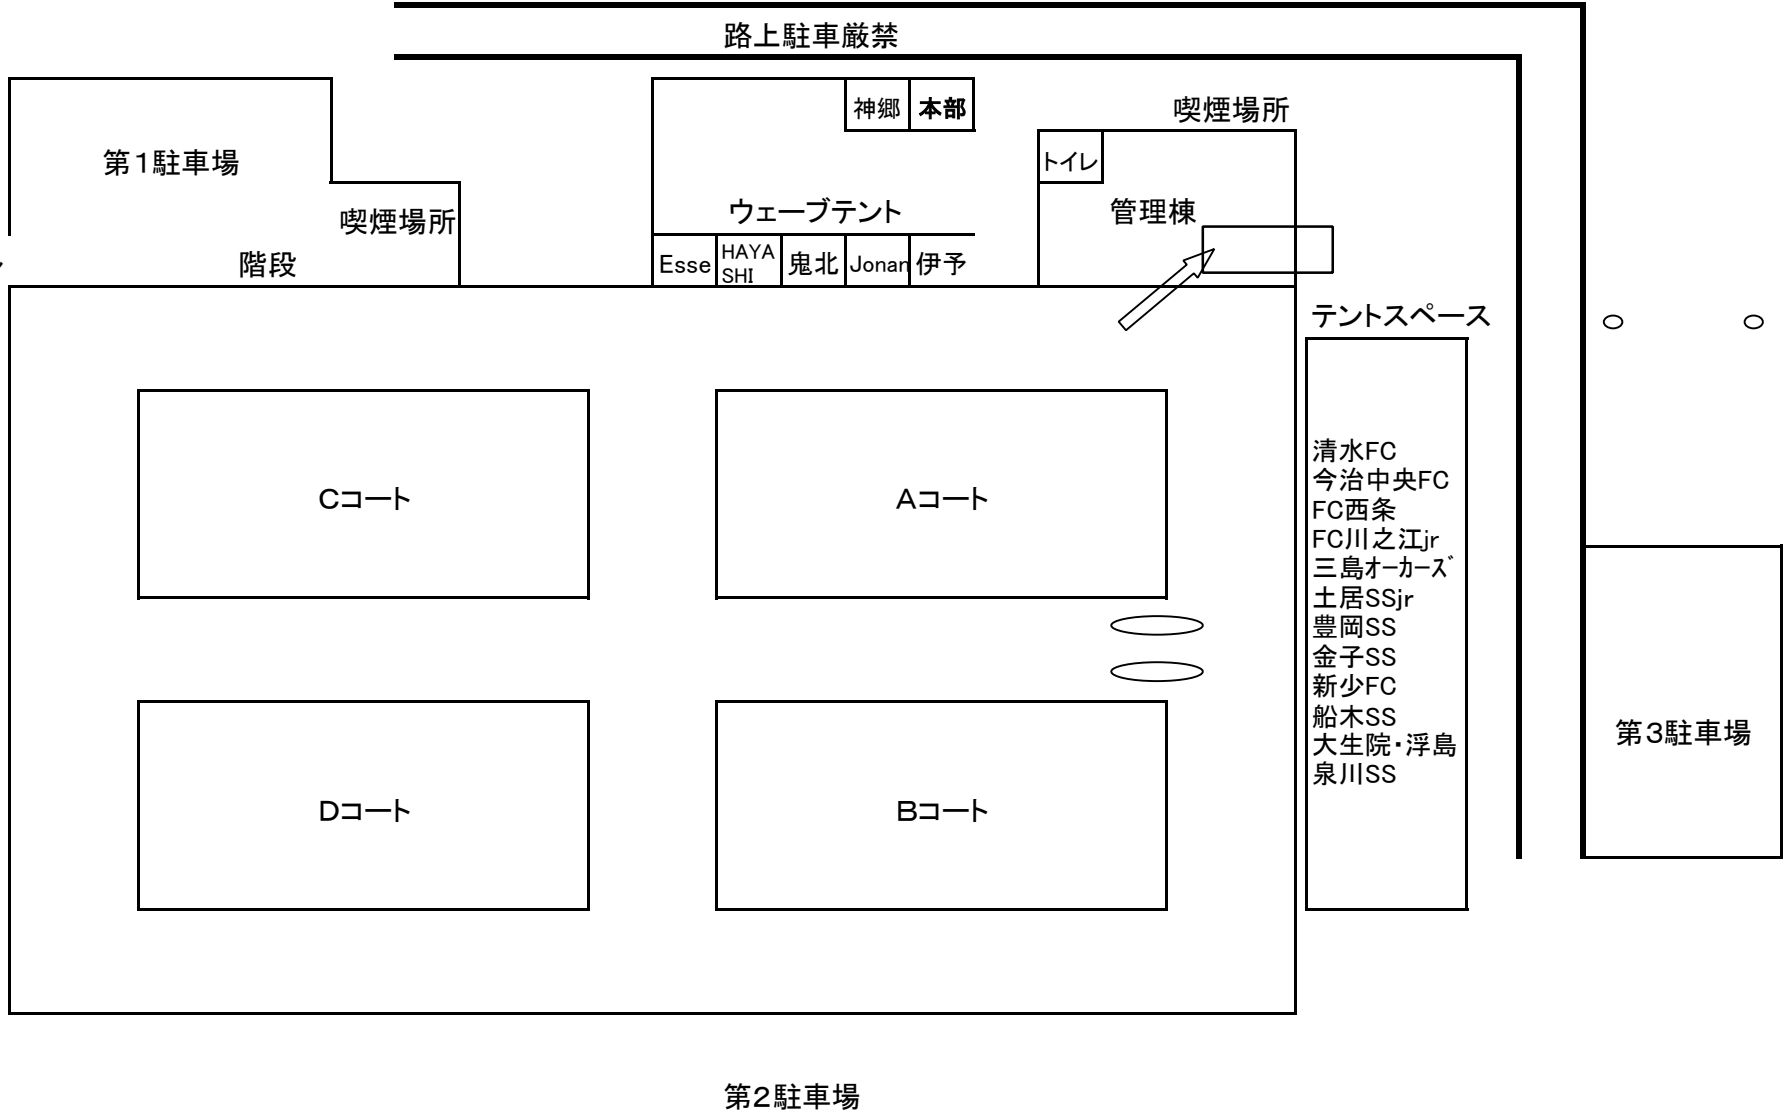 路上駐車厳禁
神郷
本部
喫煙場所
第１駐車場
トイレ
喫煙場所
ウェーブテント
管理棟
階段
Esse
HAYA
SHI
鬼北
Jonan
伊予
テントスペース
清水FC
今治中央FC
FC西条
FC川之江jr
三島ｵｰｶｰｽﾞ
土居SSjr
豊岡SS
金子SS
新少FC
船木SS
大生院・浮島
泉川SS
Cコート
Aコート
第３駐車場
Dコート
Bコート
第２駐車場